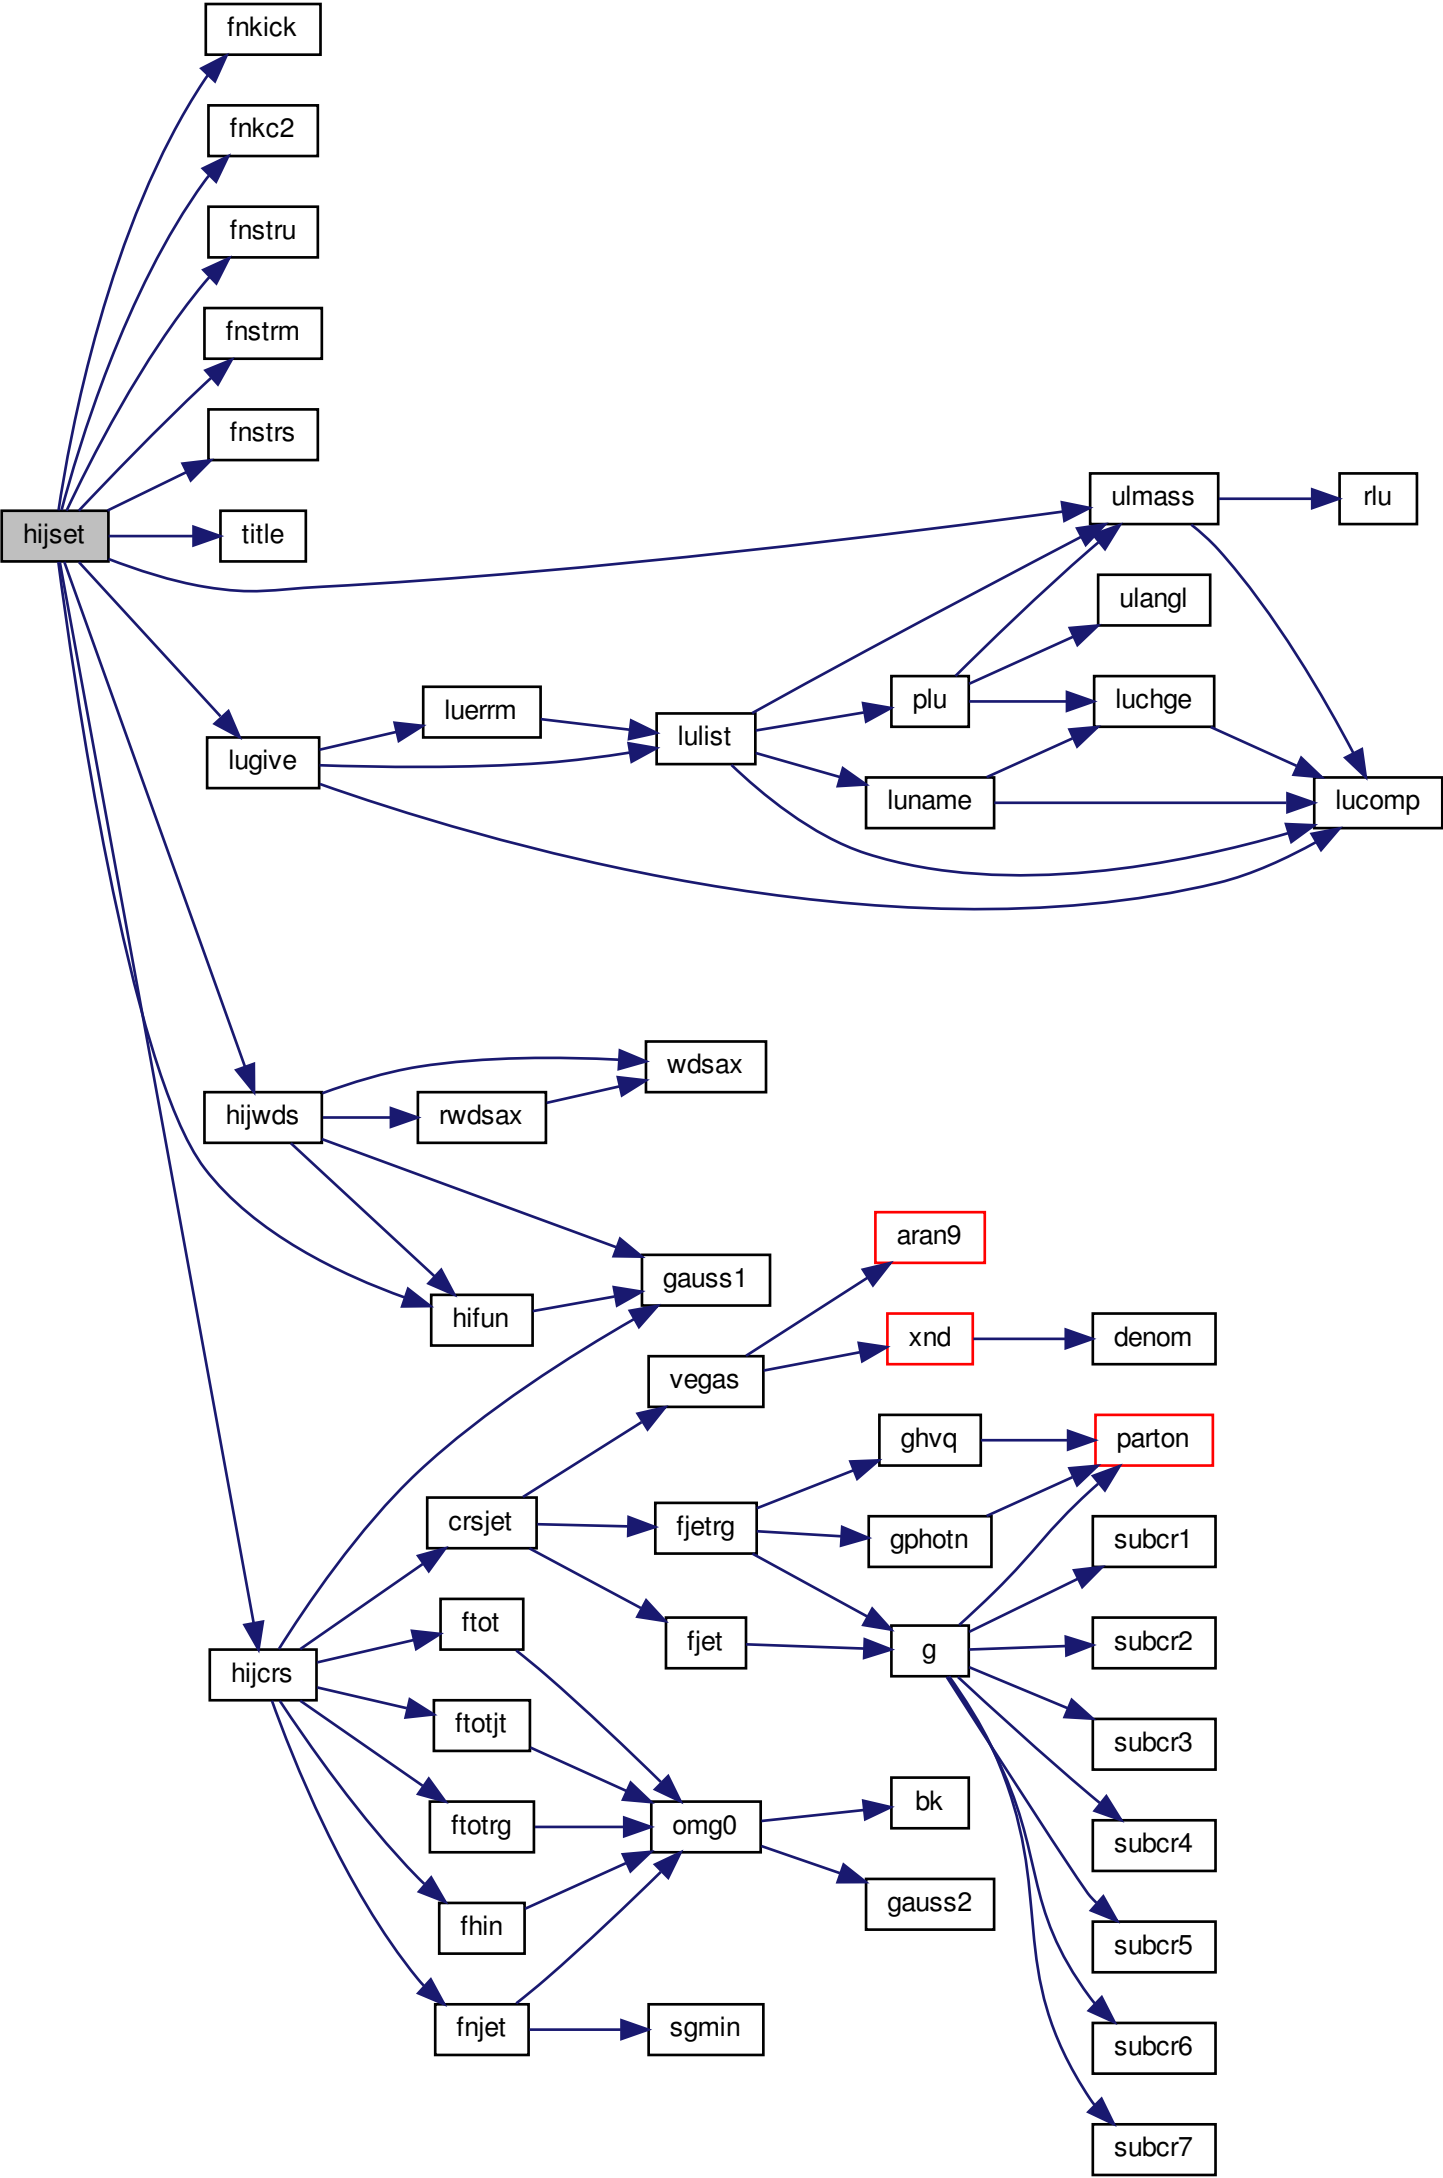 fnkick
fnkc2
fnstru
fnstrm
fnstrs
hijset
title
ulmass
rlu
ulangl
luerrm
plu
luchge
lulist
lugive
luname
lucomp
wdsax
hijwds
rwdsax
aran9
gauss1
hifun
xnd
denom
vegas
ghvq
parton
crsjet
fjetrg
gphotn
subcr1
ftot
fjet
g
subcr2
hijcrs
ftotjt
subcr3
bk
ftotrg
omg0
subcr4
gauss2
fhin
subcr5
fnjet
sgmin
subcr6
subcr7